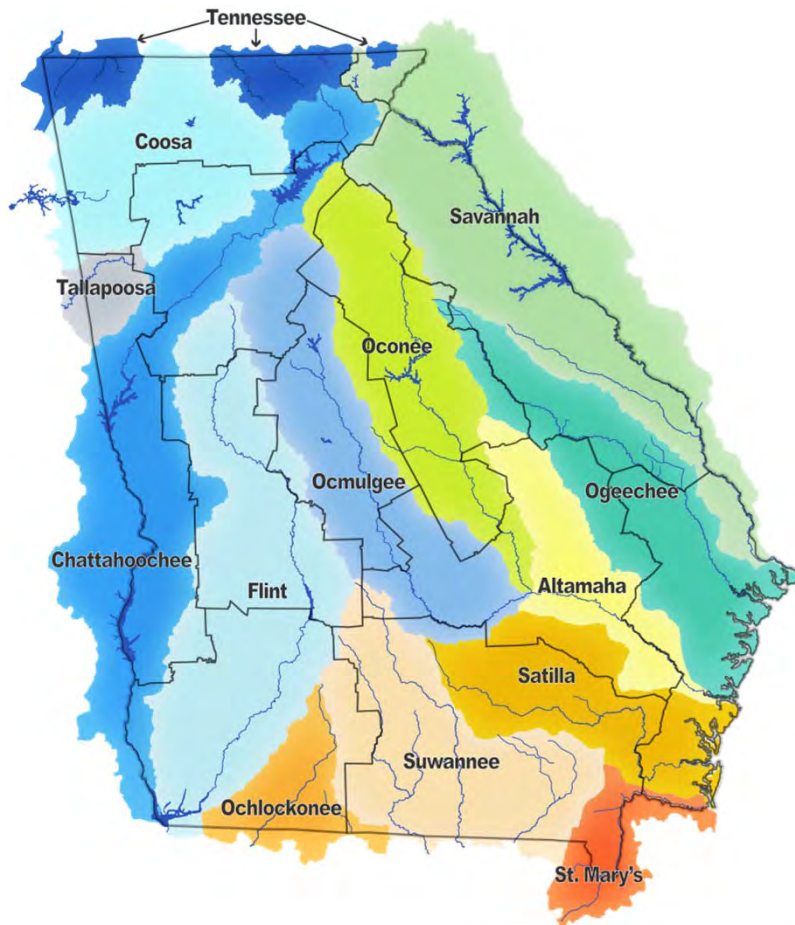 Tennessee
Coosa
Savannah
Tallapoosa
Oconee
Ocmulgee
Ogeechee
Chattahoochee
Flint
Altamaha
Satilla
Suwannee
Ochlockonee
St. Mary's